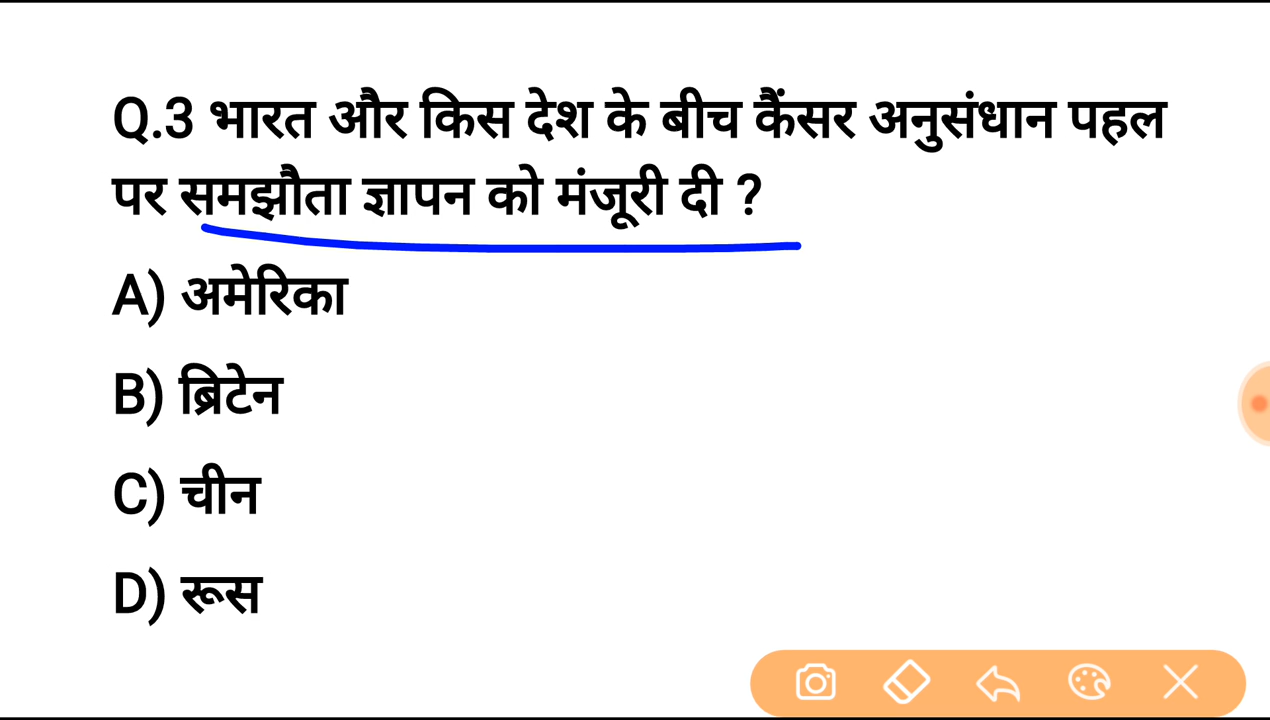 Q.3 भारत और किस देश के बीच कैंसर अनुसंधान पहल
पर समझौता ज्ञापन को मंजूरी दी ?
A) अमेरिका
B) ब्रिटेन
C) चीन
D) रूस